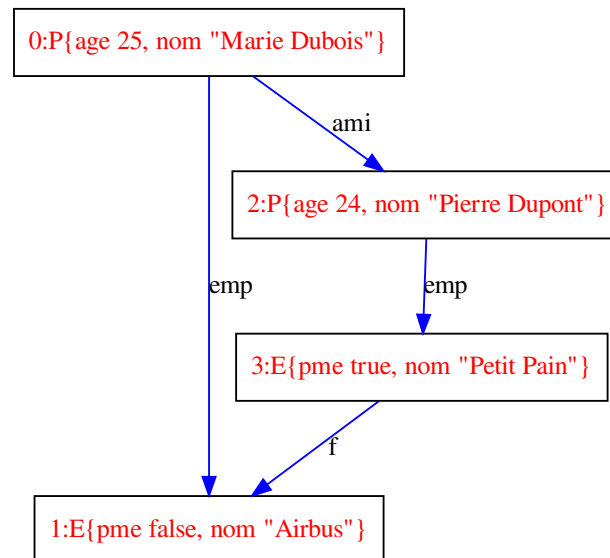 0:P{age 25, nom "Marie Dubois"}
ami
2:P{age 24, nom "Pierre Dupont"}
emp
emp
3:E{pme true, nom "Petit Pain"}
f
1:E{pme false, nom "Airbus"}